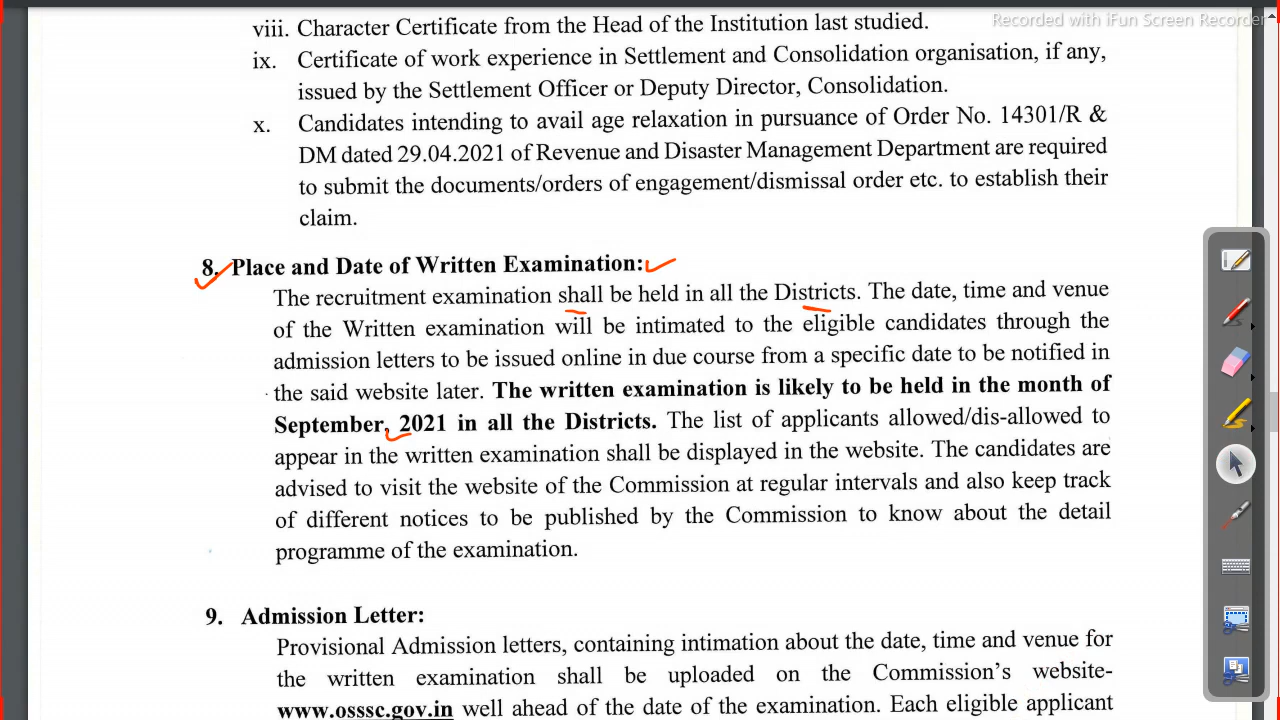 Recorded with iFun Screen Recorder
viii. Character Certificate from the Head of the Institution last studied.
ix. Certificate of work experience in Settlement and Consolidation organisation, if any,
issued by the Settlement Officer or Deputy Director, Consolidation.
x. Candidates intending to avail age relaxation in pursuance of Order No. 14301/R &
DM dated 29.04.2021 of Revenue and Disaster Management Department are required
to submit the documents/orders of engagement/dismissal order etc. to establish their
claim.
8. Place and Date of Written Examination:
The recruitment examination shall be held in all the Districts. The date, time and venue
of the Written examination will be intimated to the eligible candidates through the
admission letters to be issued online in due course from a specific date to be notified in
the said website later. The written examination is likely to be held in the month of
September, 2021 in all the Districts. The list of applicants allowed/dis-allowed to
appear in the written examination shall be displayed in the website. The candidates are
advised to visit the website of the Commission at regular intervals and also keep track
of different notices to be published by the Commission to know about the detail
programme of the examination.
9. Admission Letter:
Provisional Admission letters, containing intimation about the date, time and venue for
the written examination shall be uploaded on the Commission's website-
www.osssc.gov.in well ahead of the date of the examination. Each eligible applicant